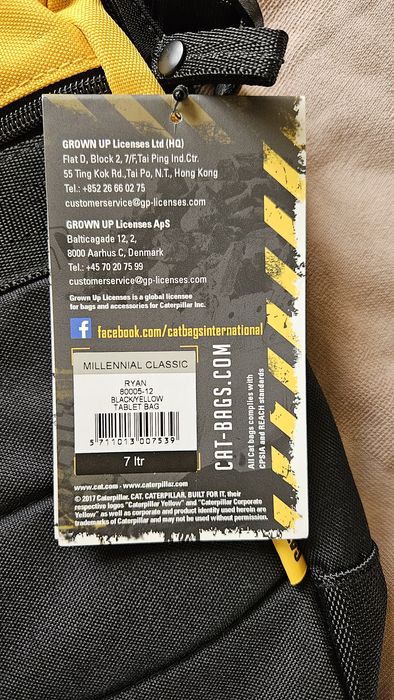 GROWN UP Licenses Ltd (HQ)
Flat D, Block 2, 7/F,Tai Ping Ind.Ctr.
55 Ting Kok Rd.,Tai Po, N.T., Hong Kong
Tel.: +852 26 66 02 75
customerservice@gp-licenses.com
GROWN UP Licenses ApS
Balticagade 12, 2,
8000 Aarhus C, Denmark
Tel.: +45 70 20 75 99
customerservice@gp-licenses.com
Grown Up Licenses is a global licensee
for bags and accessories for Caterpillar Inc.
f facebook.com/catbagsinternational
MILLENNIAL CLASSIC
RYAN
80005-12
BLACK/YELLOW
TABLET BAG
5 711013 007539
7 ltr
CAT-BAGS.COM
All Cat bags complies with
CPSIA and REACH standards
www.cat.com - www.caterpillar.com
© 2017 Caterpillar. CAT, CATERPILLAR, BUILT FOR IT, their
respective logos "Caterpillar Yellow" and "Caterpillar Corporate
Yellow" as well as corporate and product identity used herein are
trademarks of Caterpillar and may not be used without permission.